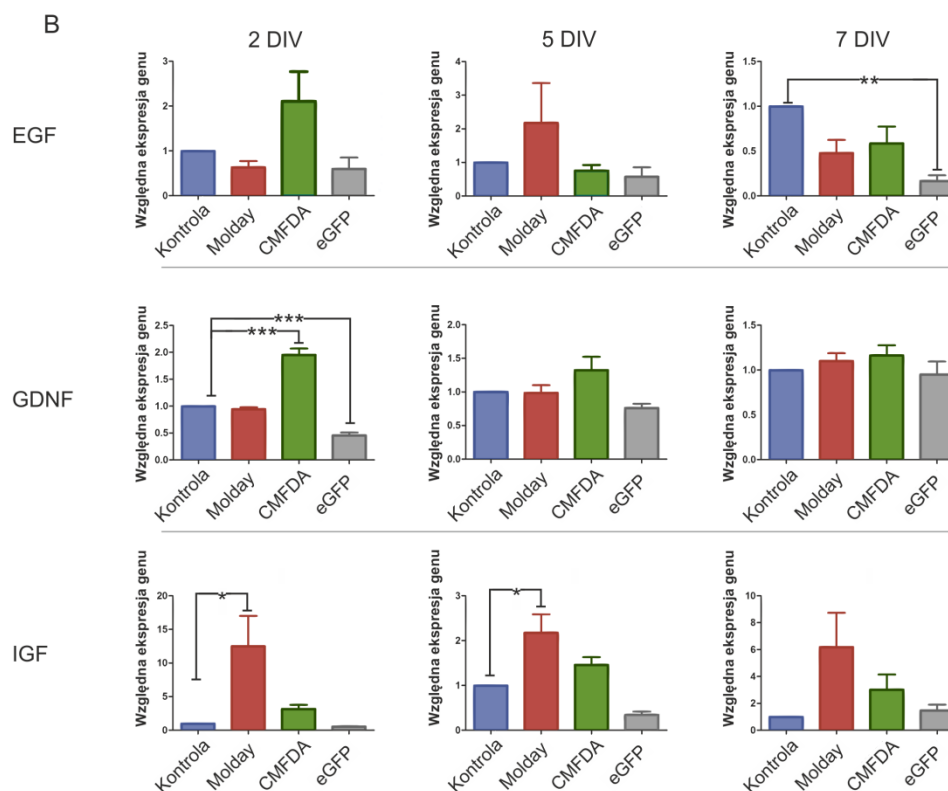 B
2 DIV
5 DIV
7 DIV
EGF
Względna ekspresja genu
3
2
1
0
Kontrola
Molday
CMFDA
eGFP
Względna ekspresja genu
4
3
2
1
0
Kontrola
Molday
CMFDA
eGFP
Względna ekspresja genu
1.5
1.0
0.5
0.0
**
Kontrola
Molday
CMFDA
eGFP
GDNF
Względna ekspresja genu
2.5
2.0
1.5
1.0
0.5
0.0
***
***
Kontrola
Molday
CMFDA
eGFP
Względna ekspresja genu
2.0
1.5
1.0
0.5
0.0
Kontrola
Molday
CMFDA
eGFP
Względna ekspresja genu
1.5
1.0
0.5
0.0
Kontrola
Molday
CMFDA
eGFP
IGF
Względna ekspresja genu
20
15
10
5
0
*
Kontrola
Molday
CMFDA
eGFP
Względna ekspresja genu
3
2
1
0
*
Kontrola
Molday
CMFDA
eGFP
Względna ekspresja genu
10
8
6
4
2
0
Kontrola
Molday
CMFDA
eGFP